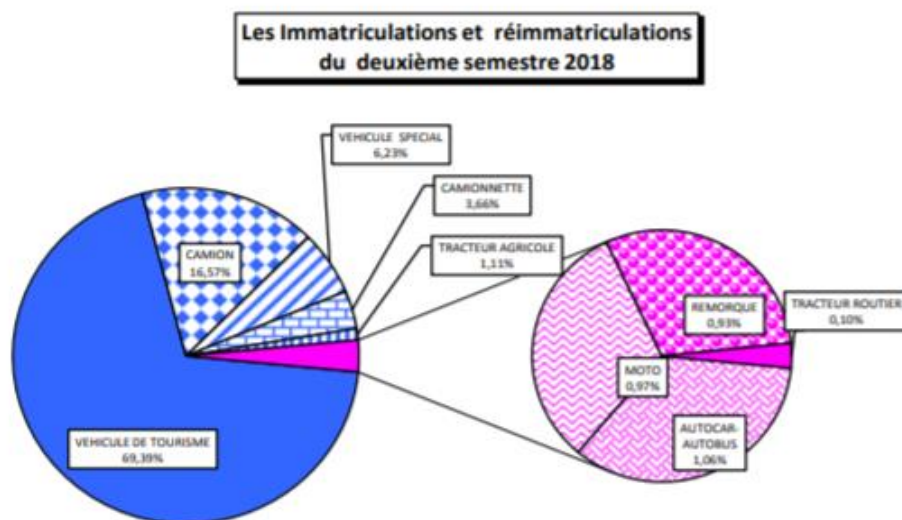 Les Immatriculations et réimmatriculations
du deuxième semestre 2018
VEHICULE SPECIAL
6,23%
CAMIONNETTE
3,66%
TRACTEUR AGRICOLE
1,11%
CAMION
16,57%
VEHICULE DE TOURISME
69,39%
REMORQUE
0,93%
TRACTEUR ROUTIER
0,10%
MOTO
0,97%
AUTOCAR-
AUTOBUS
1,06%